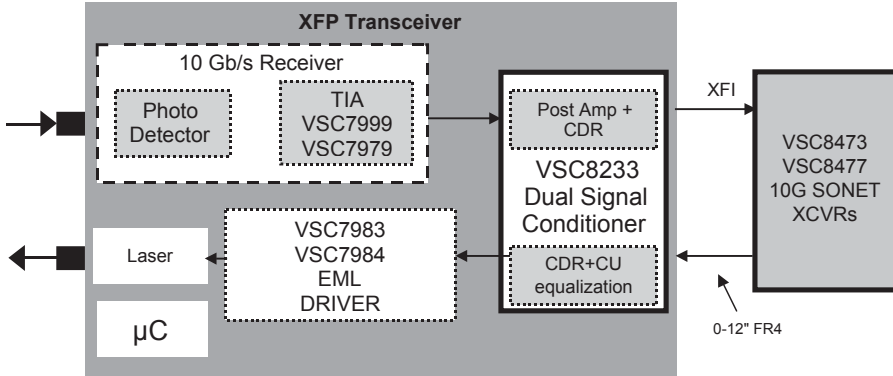 XFP Transceiver
10 Gb/s Receiver
Photo
Detector
TIA
VSC7999
VSC7979
Post Amp +
CDR
VSC8233
Dual Signal
Conditioner
CDR+CU
equalization
XFI
VSC8473
VSC8477
10G SONET
XCVRs
Laser
VSC7983
VSC7984
EML
DRIVER
µC
0-12" FR4